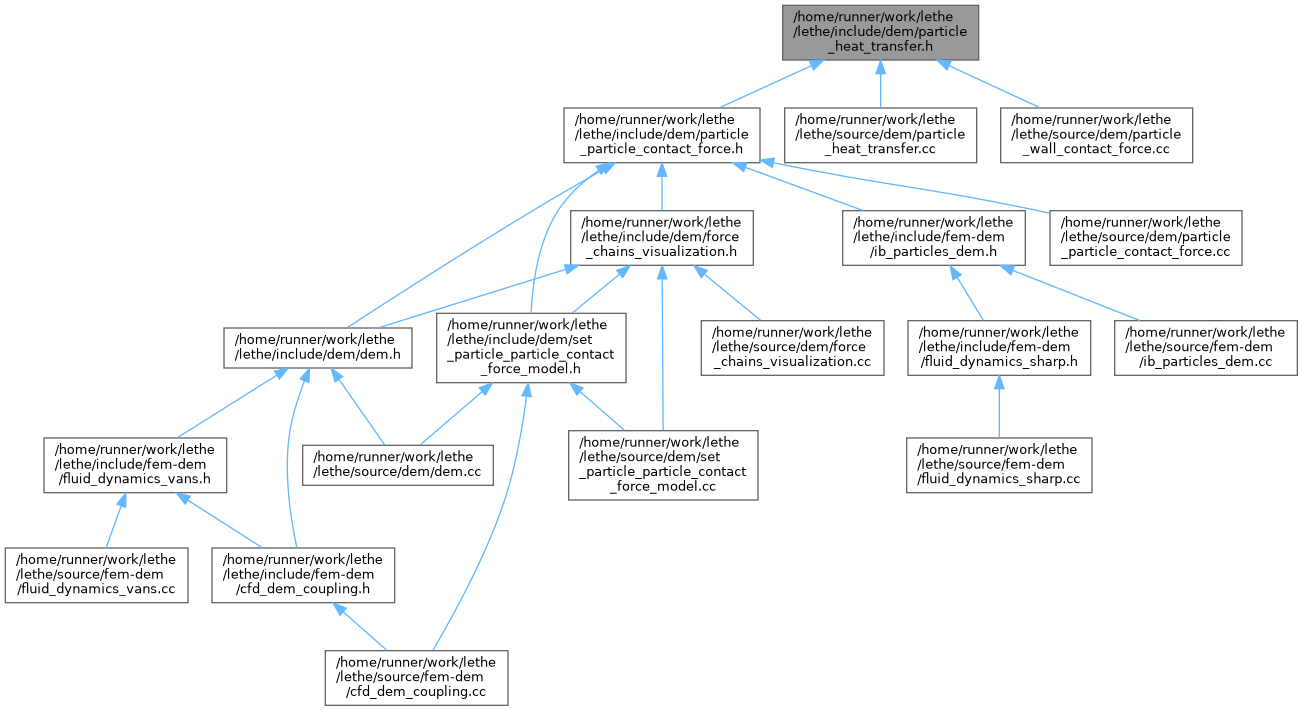 /home/runner/work/lethe
/lethe/include/dem/particle
_heat_transfer.h
/home/runner/work/lethe
/lethe/include/dem/particle
_particle_contact_force.h
/home/runner/work/lethe
/lethe/source/dem/particle
_heat_transfer.cc
/home/runner/work/lethe
/lethe/source/dem/particle
_wall_contact_force.cc
/home/runner/work/lethe
/lethe/include/dem/force
_chains_visualization.h
/home/runner/work/lethe
/lethe/include/fem-dem
/ib_particles_dem.h
/home/runner/work/lethe
/lethe/source/dem/particle
_particle_contact_force.cc
/home/runner/work/lethe
/lethe/include/dem/dem.h
/home/runner/work/lethe
/lethe/include/dem/set
_particle_particle_contact
_force_model.h
/home/runner/work/lethe
/lethe/source/dem/force
_chains_visualization.cc
/home/runner/work/lethe
/lethe/include/fem-dem
/fluid_dynamics_sharp.h
/home/runner/work/lethe
/lethe/source/fem-dem
/ib_particles_dem.cc
/home/runner/work/lethe
/lethe/include/fem-dem
/fluid_dynamics_vans.h
/home/runner/work/lethe
/lethe/source/dem/dem.cc
/home/runner/work/lethe
/lethe/source/dem/set
_particle_particle_contact
_force_model.cc
/home/runner/work/lethe
/lethe/source/fem-dem
/fluid_dynamics_sharp.cc
/home/runner/work/lethe
/lethe/source/fem-dem
/fluid_dynamics_vans.cc
/home/runner/work/lethe
/lethe/include/fem-dem
/cfd_dem_coupling.h
/home/runner/work/lethe
/lethe/source/fem-dem
/cfd_dem_coupling.cc